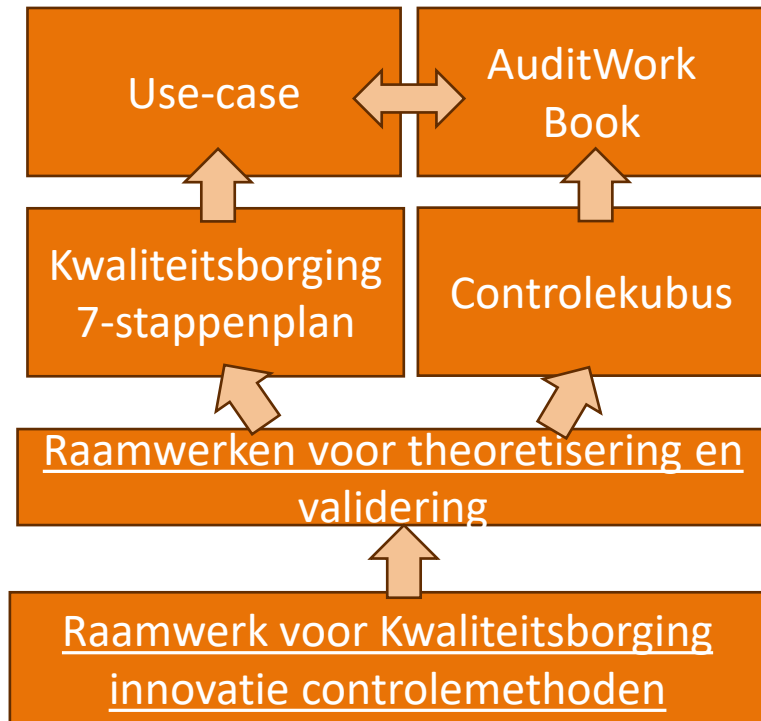 Use-case
AuditWork
Book
Kwaliteitsborging
7-stappenplan
Controlekubus
Raamwerken voor theoretisering en
validering
Raamwerk voor Kwaliteitsborging
innovatie controlemethoden